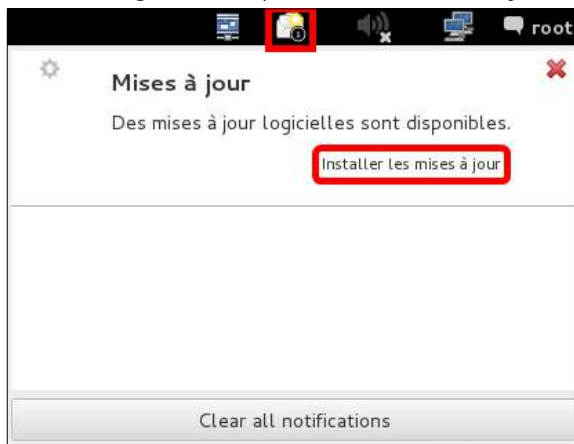 root
Mises à jour
Des mises à jour logicielles sont disponibles.
Installer les mises à jour
Clear all notifications